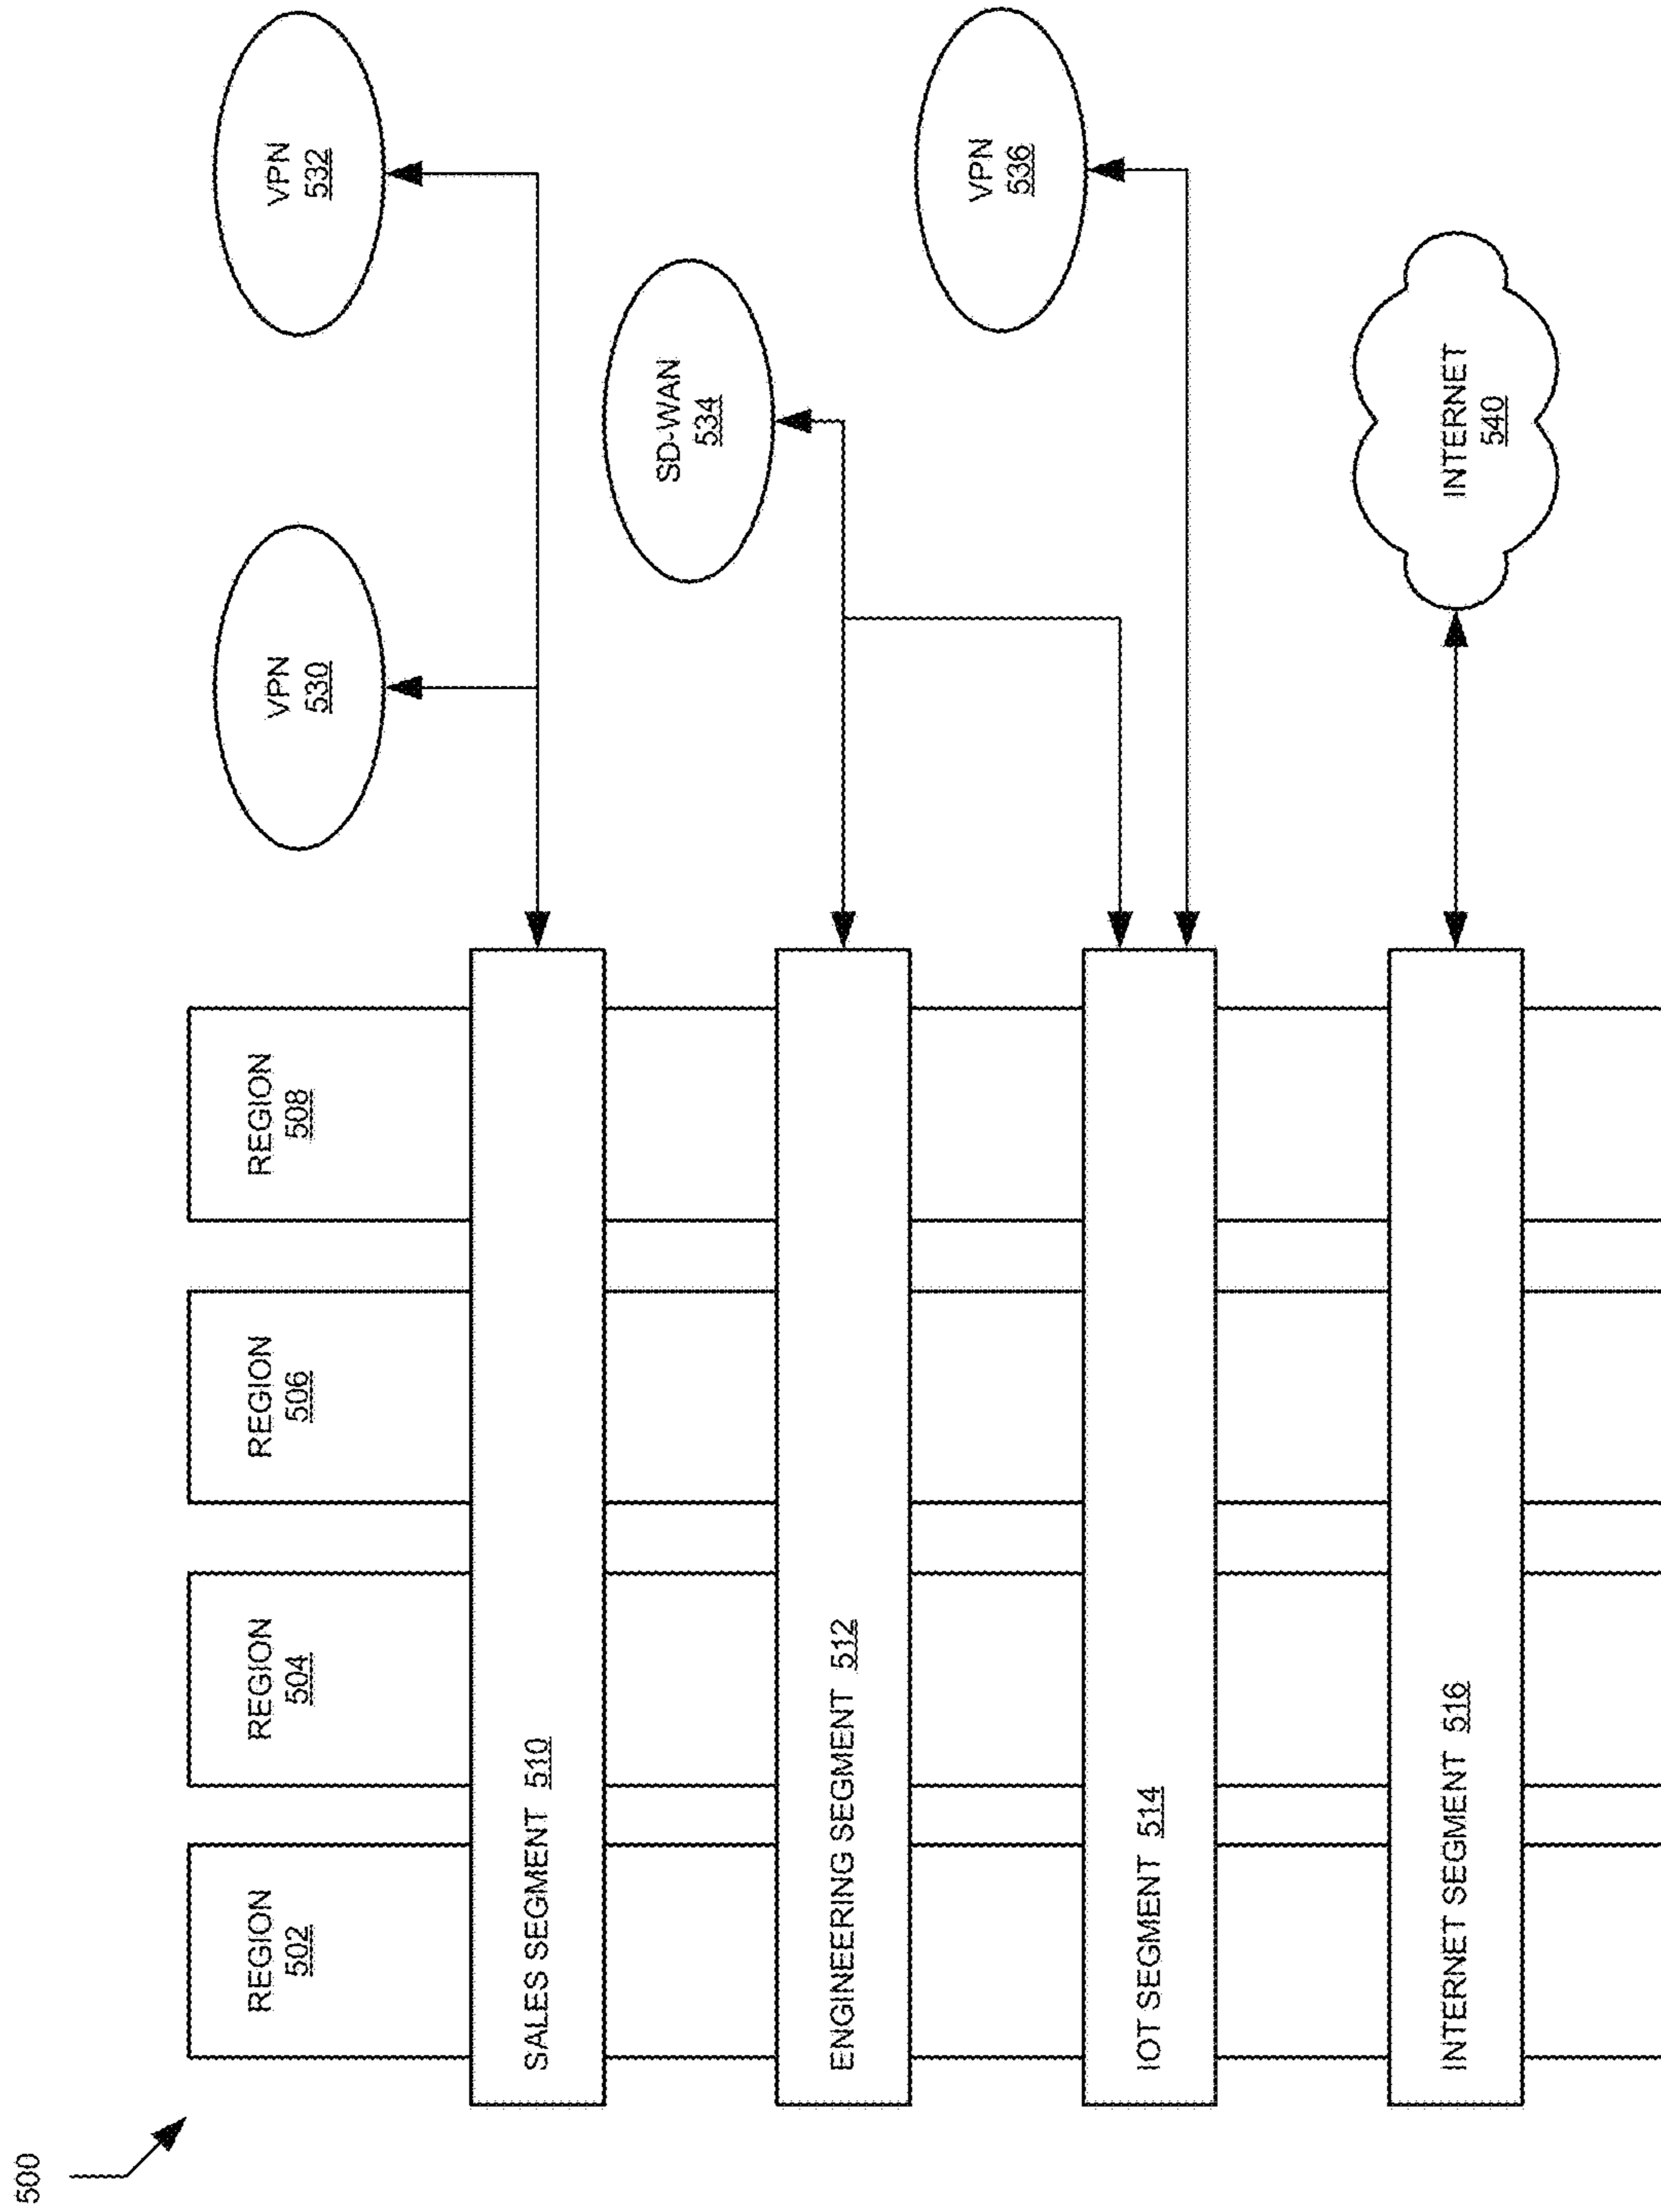 500
REGION
502
REGION
504
REGION
506
REGION
508
SALES SEGMENT 510
ENGINEERING SEGMENT 512
IOT SEGMENT 514
INTERNET SEGMENT 516
VPN
530
VPN
532
SD-WAN
534
VPN
536
INTERNET
540